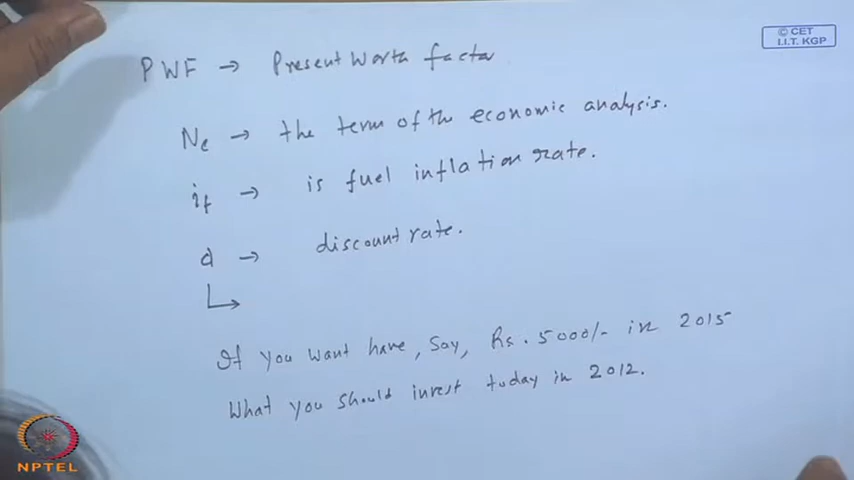 © CET
I.I.T. KGP
PWF → Present Worth factor
Ne → the term of the economic analysis.
if → is fuel inflation rate.
d → discount rate.
If you want have, say, Rs. 5000/- in 2015
What you should invest today in 2012.
NPTEL